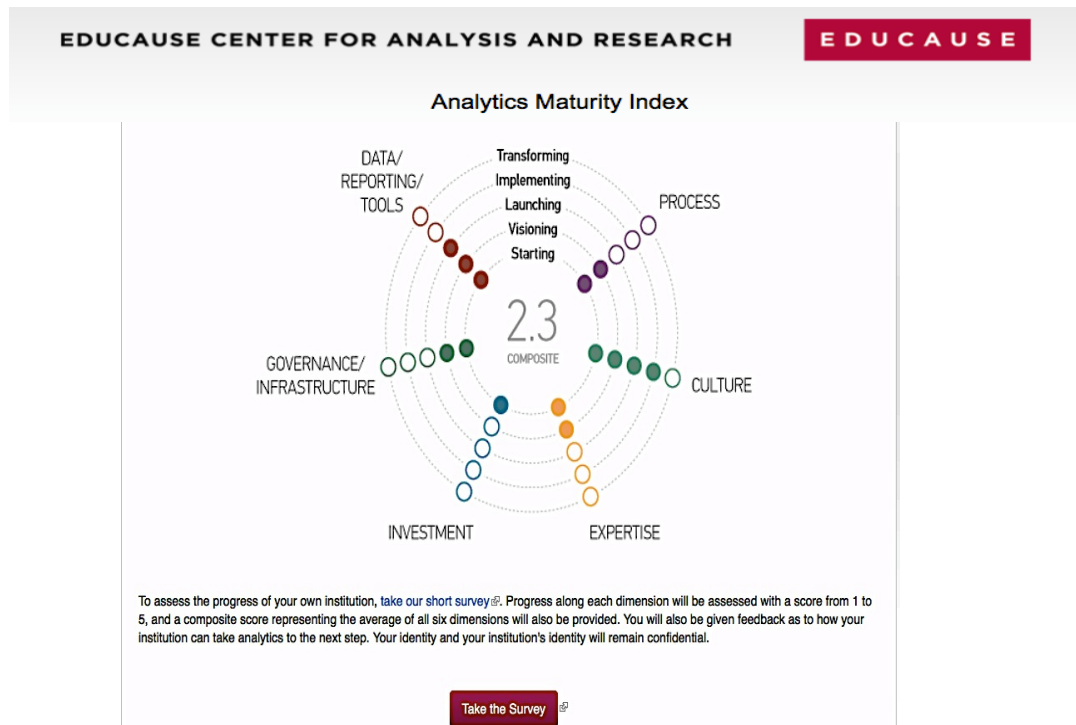 EDUCAUSE CENTER FOR ANALYSIS AND RESEARCH
EDUCAUSE
Analytics Maturity Index
DATA/
REPORTING/
TOOLS
Transforming
Implementing
Launching
Visioning
Starting
PROCESS
2.3
COMPOSITE
GOVERNANCE/
INFRASTRUCTURE
CULTURE
INVESTMENT
EXPERTISE
To assess the progress of your own institution, take our short survey. Progress along each dimension will be assessed with a score from 1 to
5, and a composite score representing the average of all six dimensions will also be provided. You will also be given feedback as to how your
institution can take analytics to the next step. Your identity and your institution's identity will remain confidential.
Take the Survey